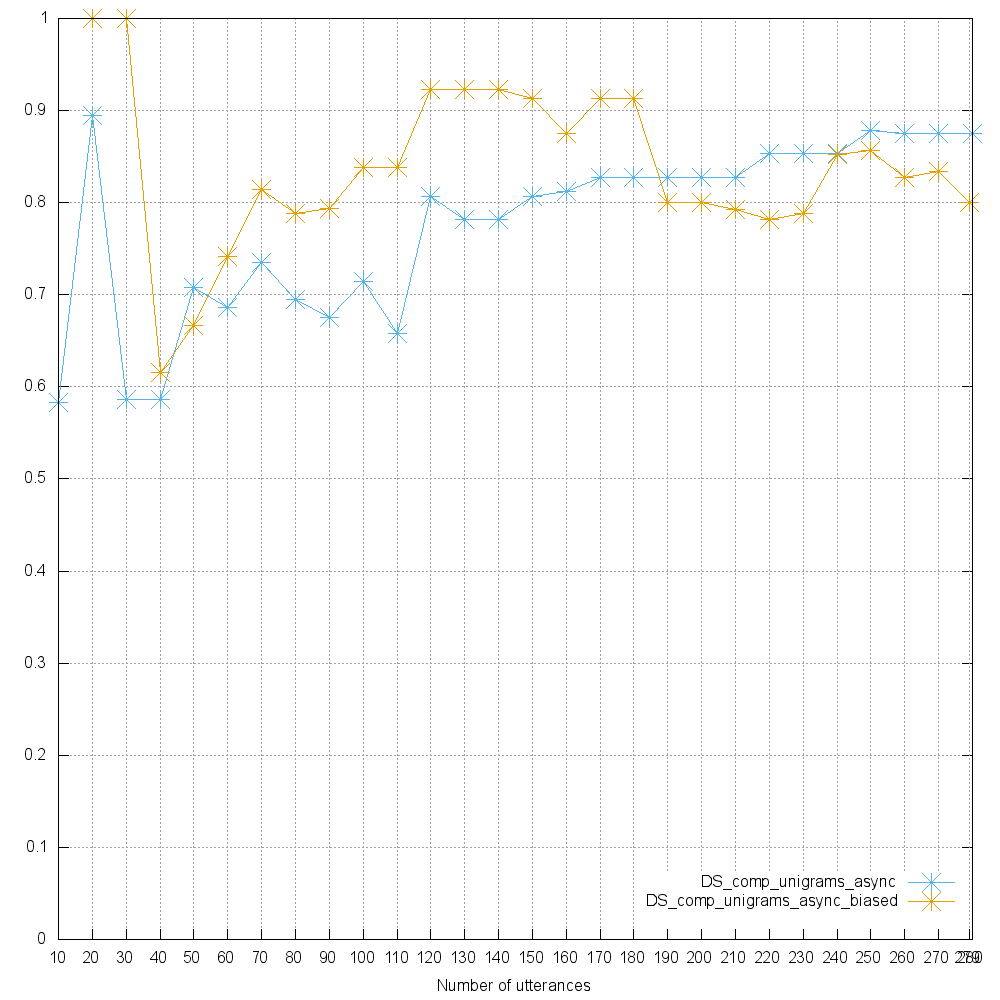 1
0.9
0.8
0.7
0.6
0.5
0.4
0.3
0.2
0.1
0
DS_comp_unigrams_async
DS_comp_unigrams_async_biased
10 20 30 40 50 60 70 80 90 100 110 120 130 140 150 160 170 180 190 200 210 220 230 240 250 260 270 279 280
Number of utterances